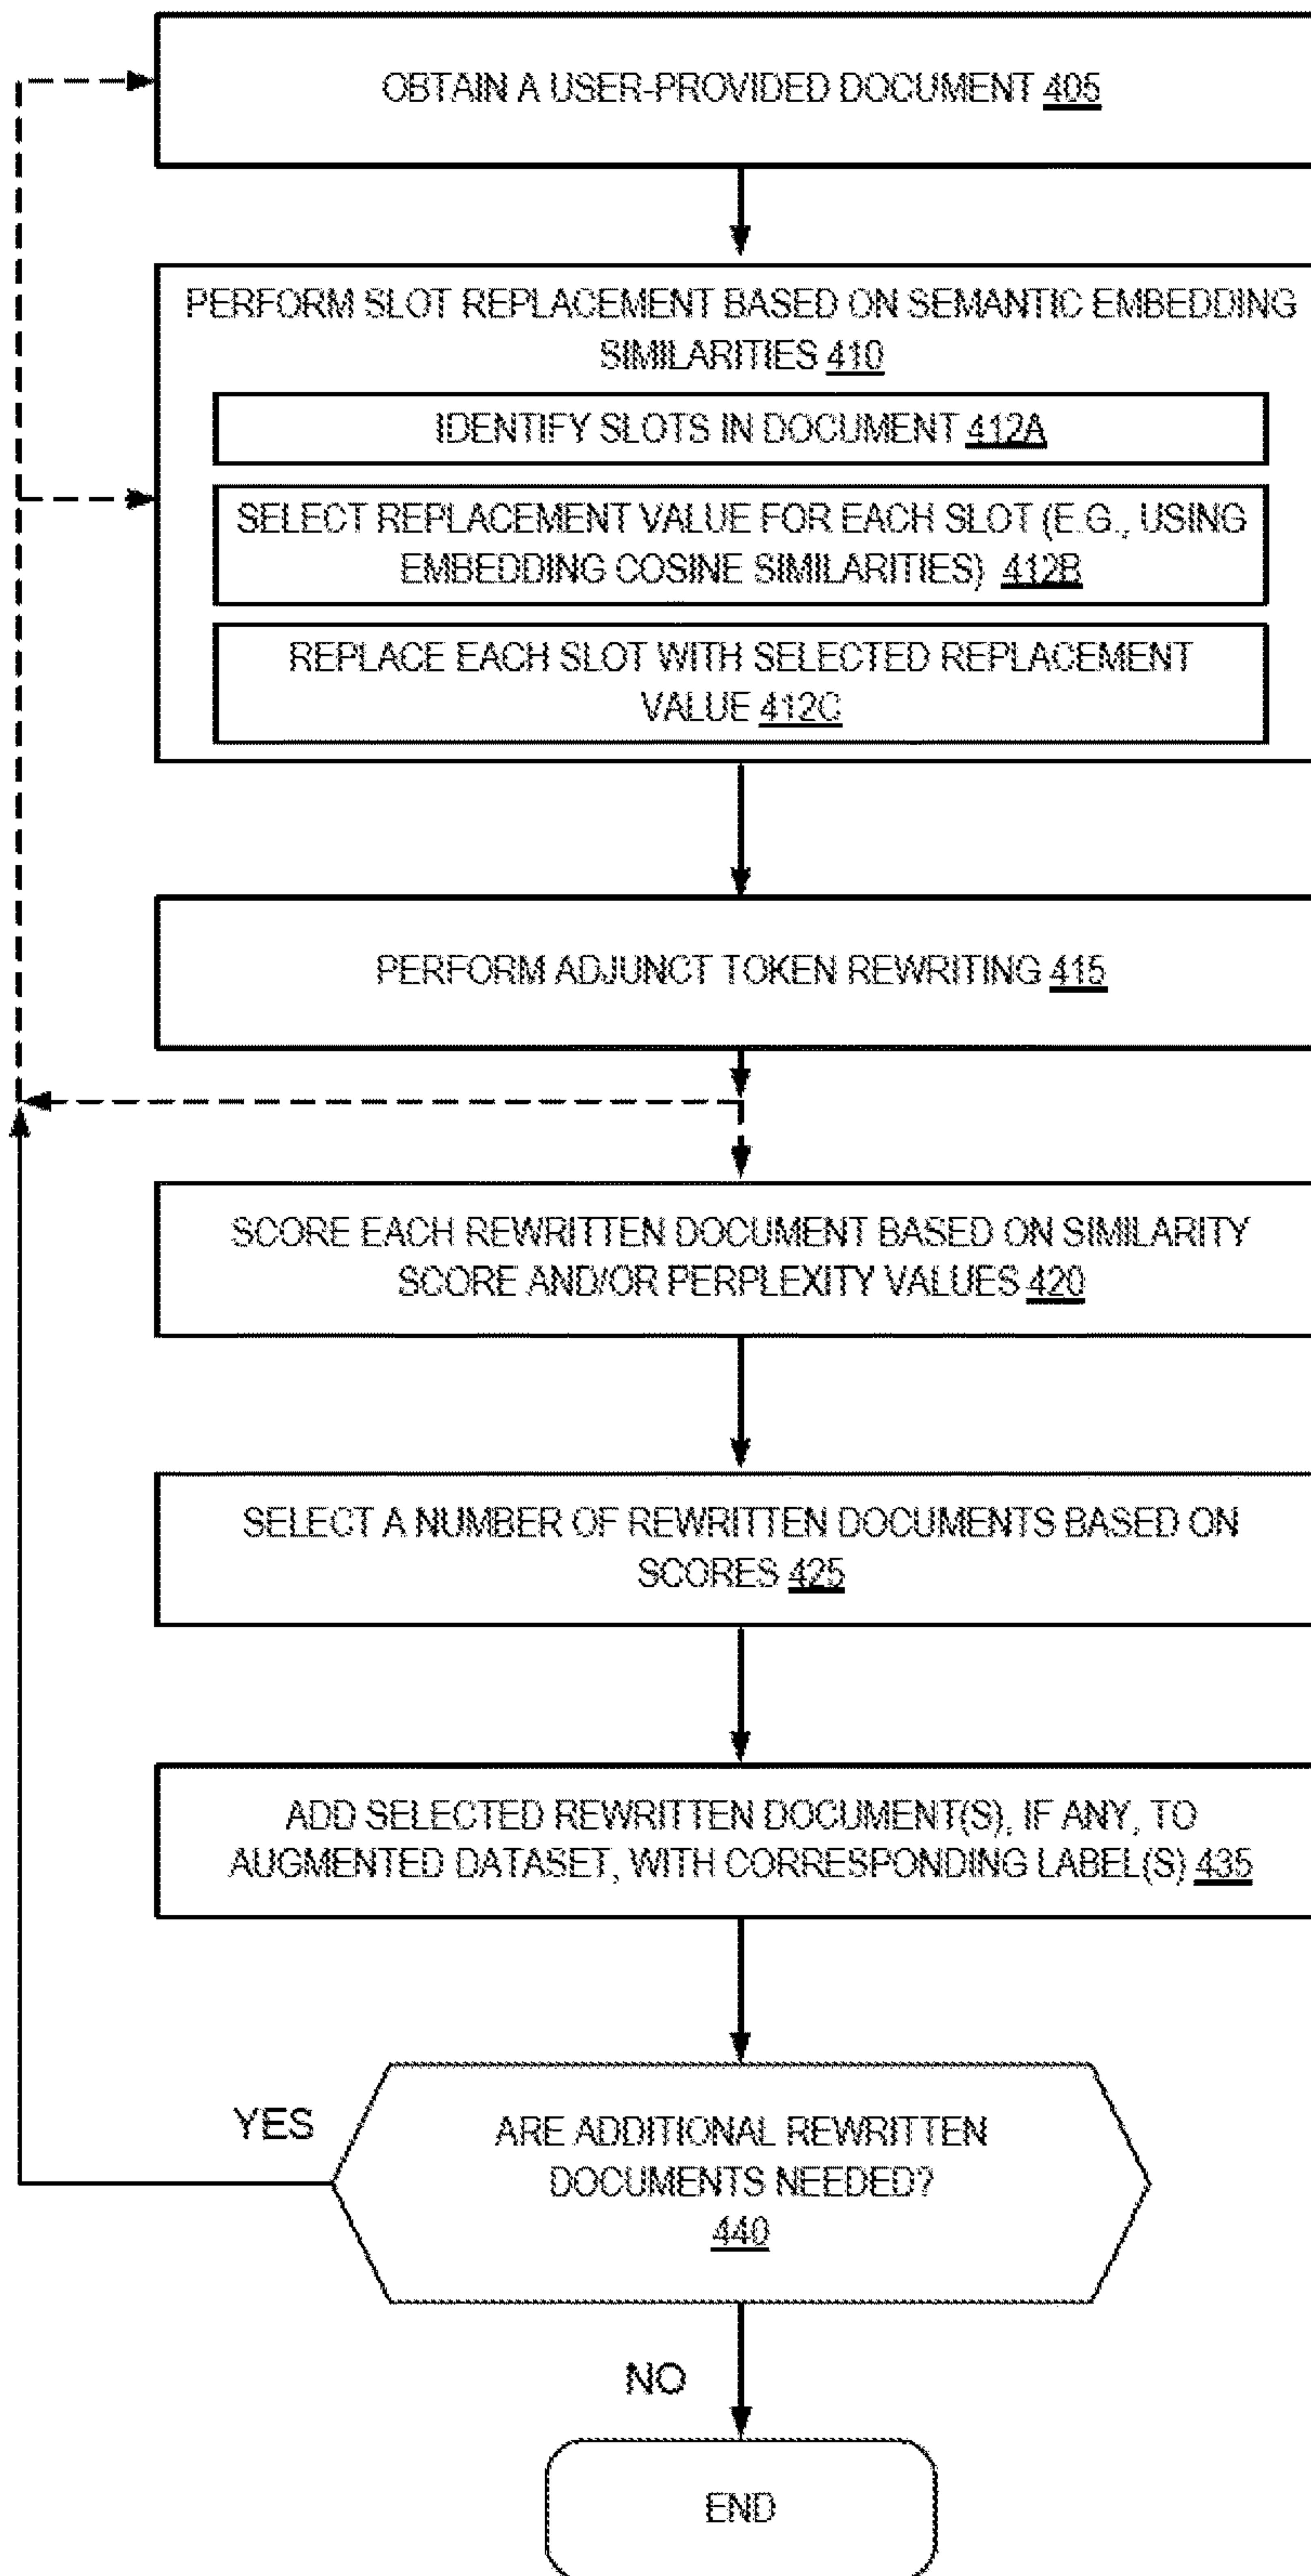 OBTAIN A USER-PROVIDED DOCUMENT 405
PERFORM SLOT REPLACEMENT BASED ON SEMANTIC EMBEDDING
SIMILARITIES 410
IDENTIFY SLOTS IN DOCUMENT 412A
SELECT REPLACEMENT VALUE FOR EACH SLOT (E.G., USING
EMBEDDING COSINE SIMILARITIES) 412B
REPLACE EACH SLOT WITH SELECTED REPLACEMENT
VALUE 412C
PERFORM ADJUNCT TOKEN REWRITING 415
SCORE EACH REWRITTEN DOCUMENT BASED ON SIMILARITY
SCORE AND/OR PERPLEXITY VALUES 420
SELECT A NUMBER OF REWRITTEN DOCUMENTS BASED ON
SCORES 425
ADD SELECTED REWRITTEN DOCUMENT(S), IF ANY, TO
AUGMENTED DATASET, WITH CORRESPONDING LABEL(S) 435
YES
ARE ADDITIONAL REWRITTEN
DOCUMENTS NEEDED?
440
NO
END